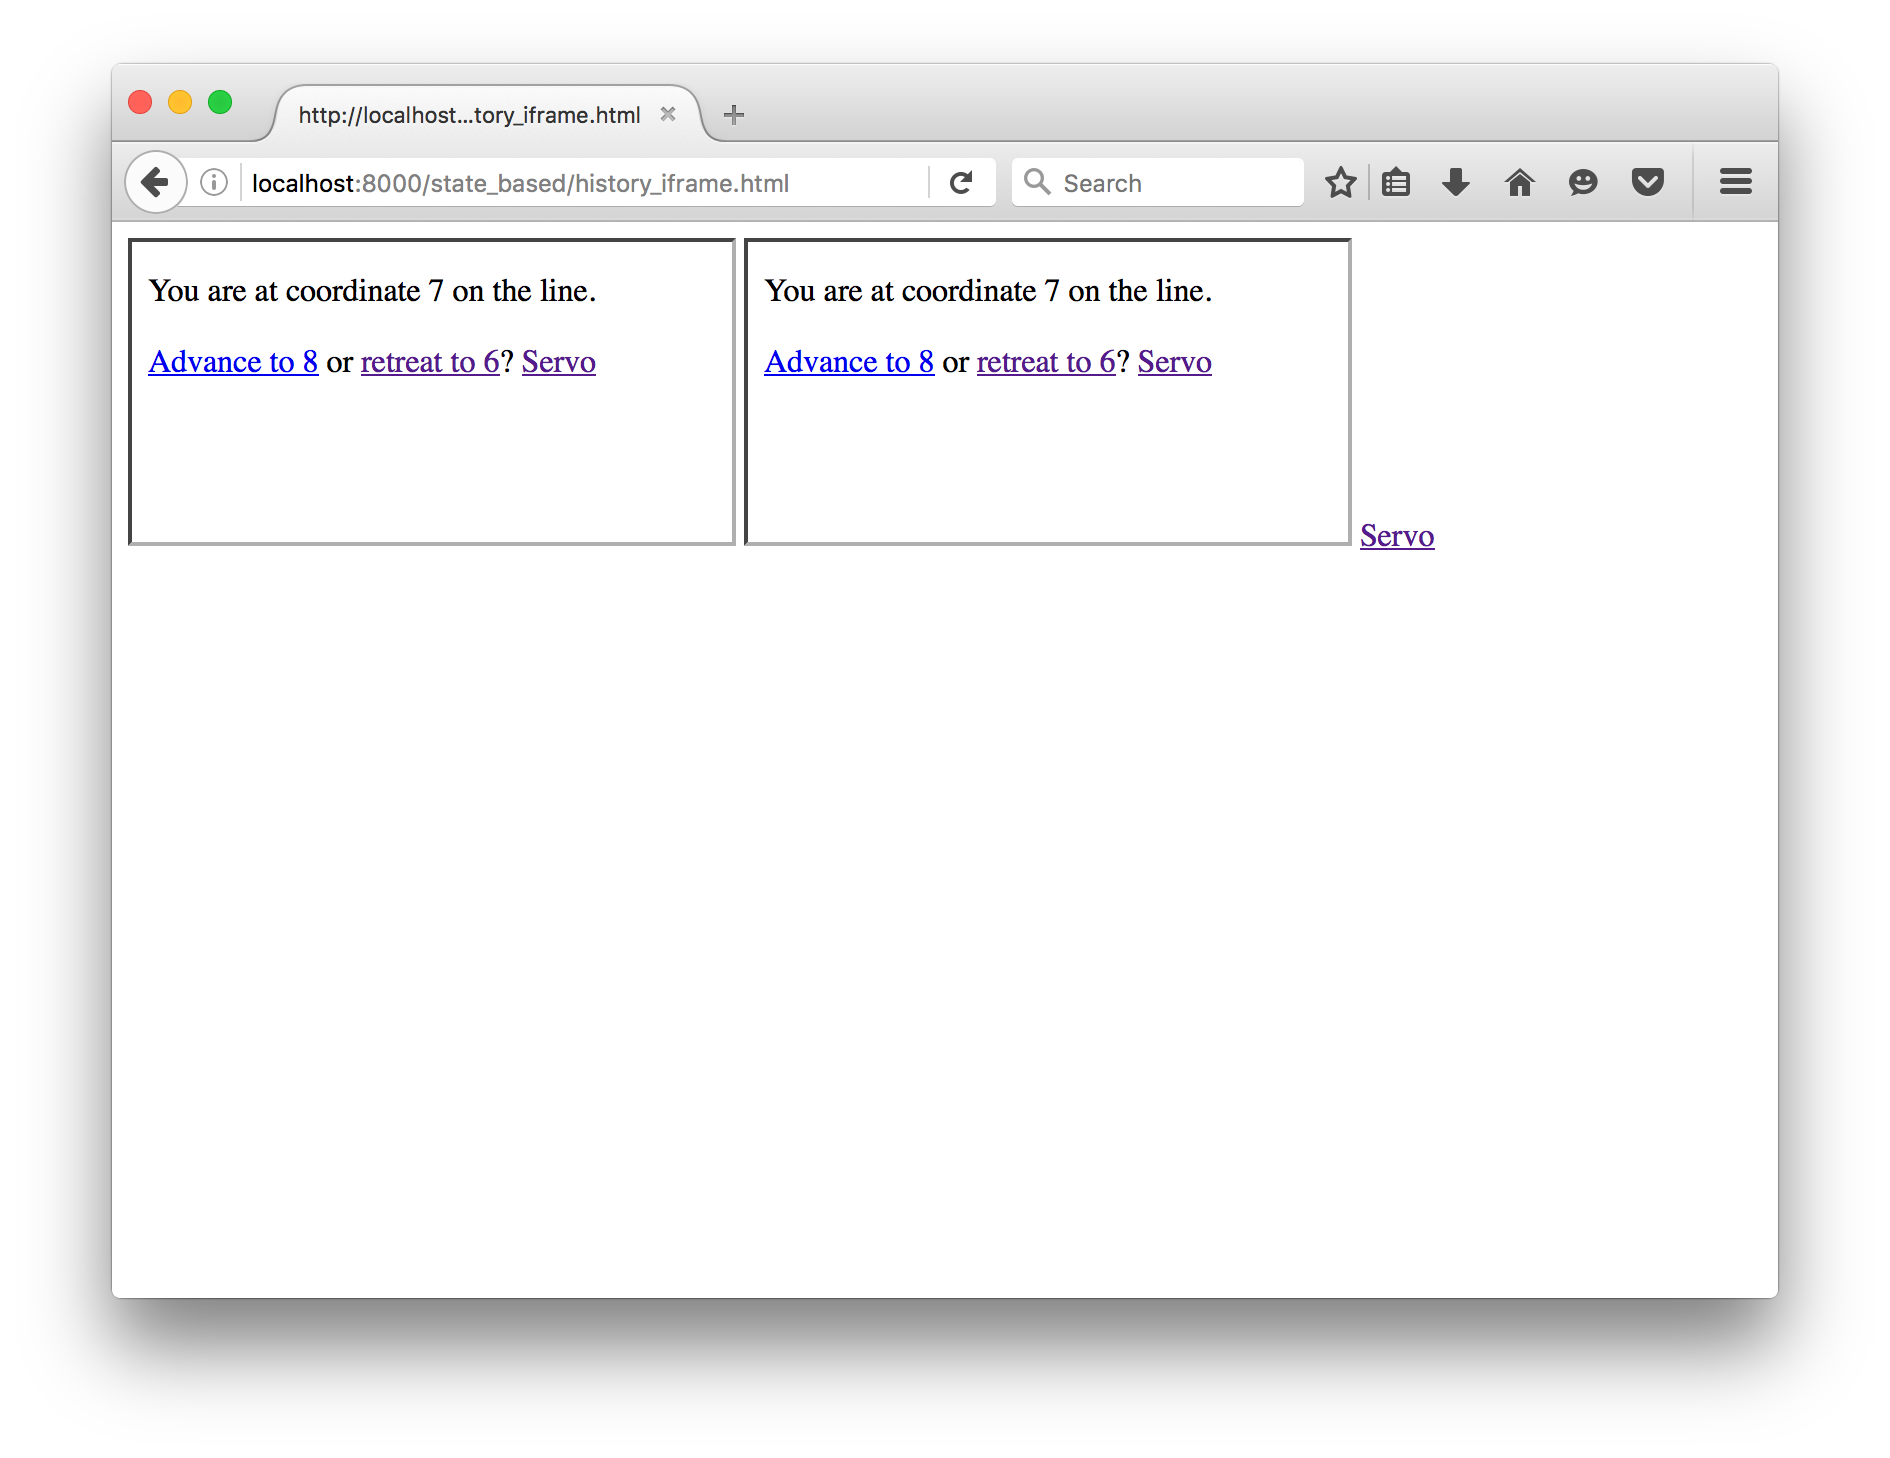 http://localhost...tory_iframe.html
localhost:8000/state_based/history_iframe.html
Search
You are at coordinate 7 on the line.
Advance to 8 or retreat to 6? Servo
You are at coordinate 7 on the line.
Advance to 8 or retreat to 6? Servo
Servo